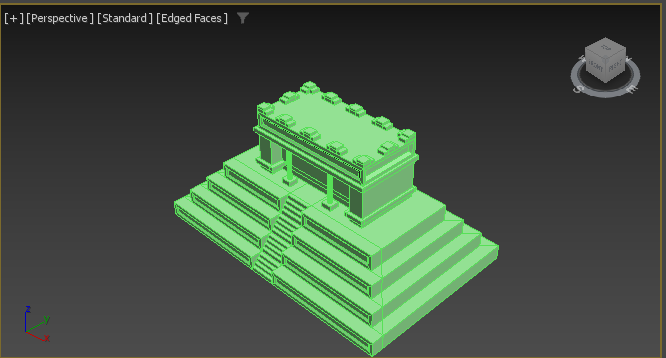 [+] [Perspective ] [Standard ] [Edged Faces ]
S
E
z
y
x